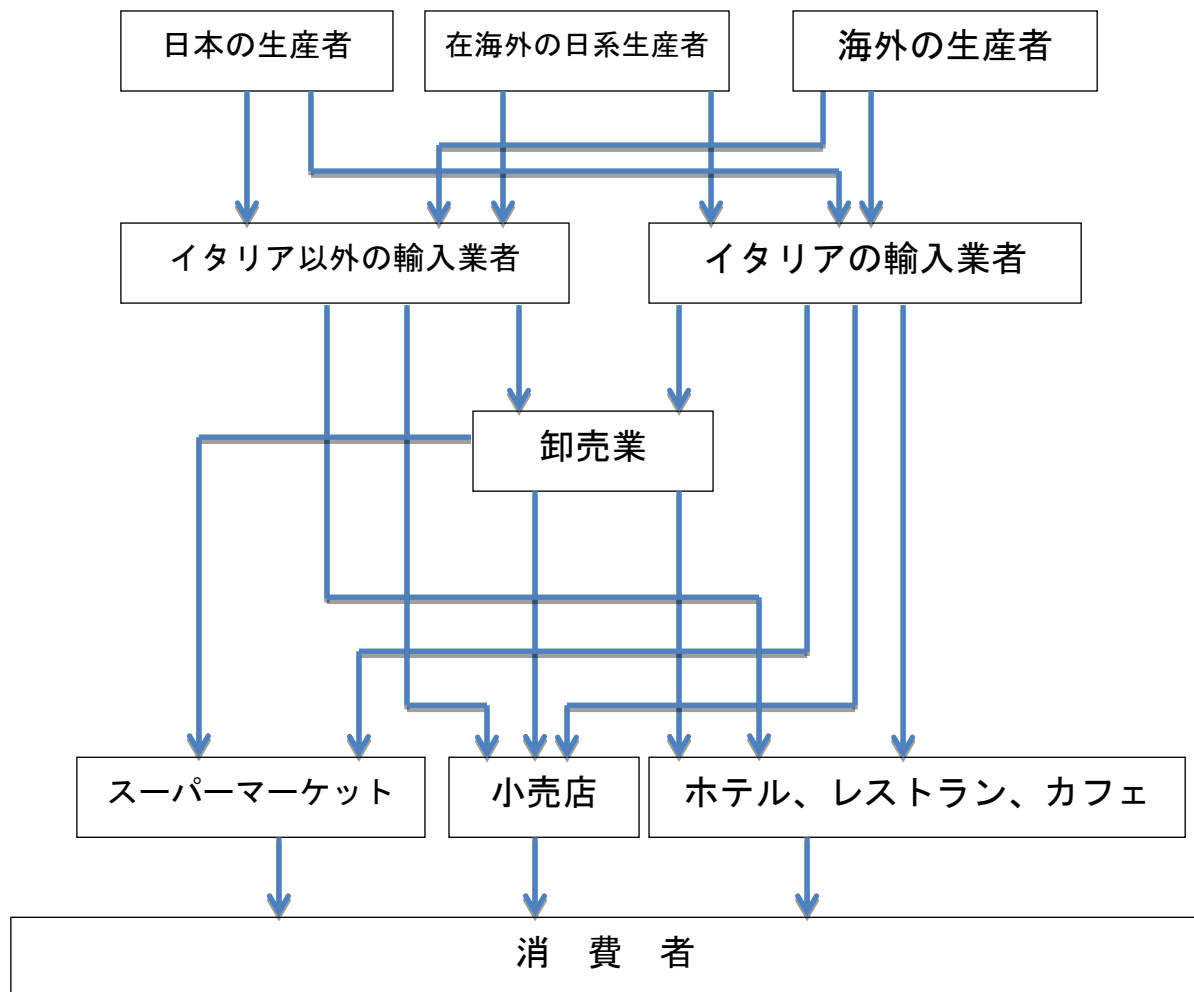 日本の生産者
在海外の日系生産者
海外の生産者
イタリア以外の輸入業者
イタリアの輸入業者
卸売業
スーパーマーケット
小売店
ホテル、レストラン、カフェ
消　費　者